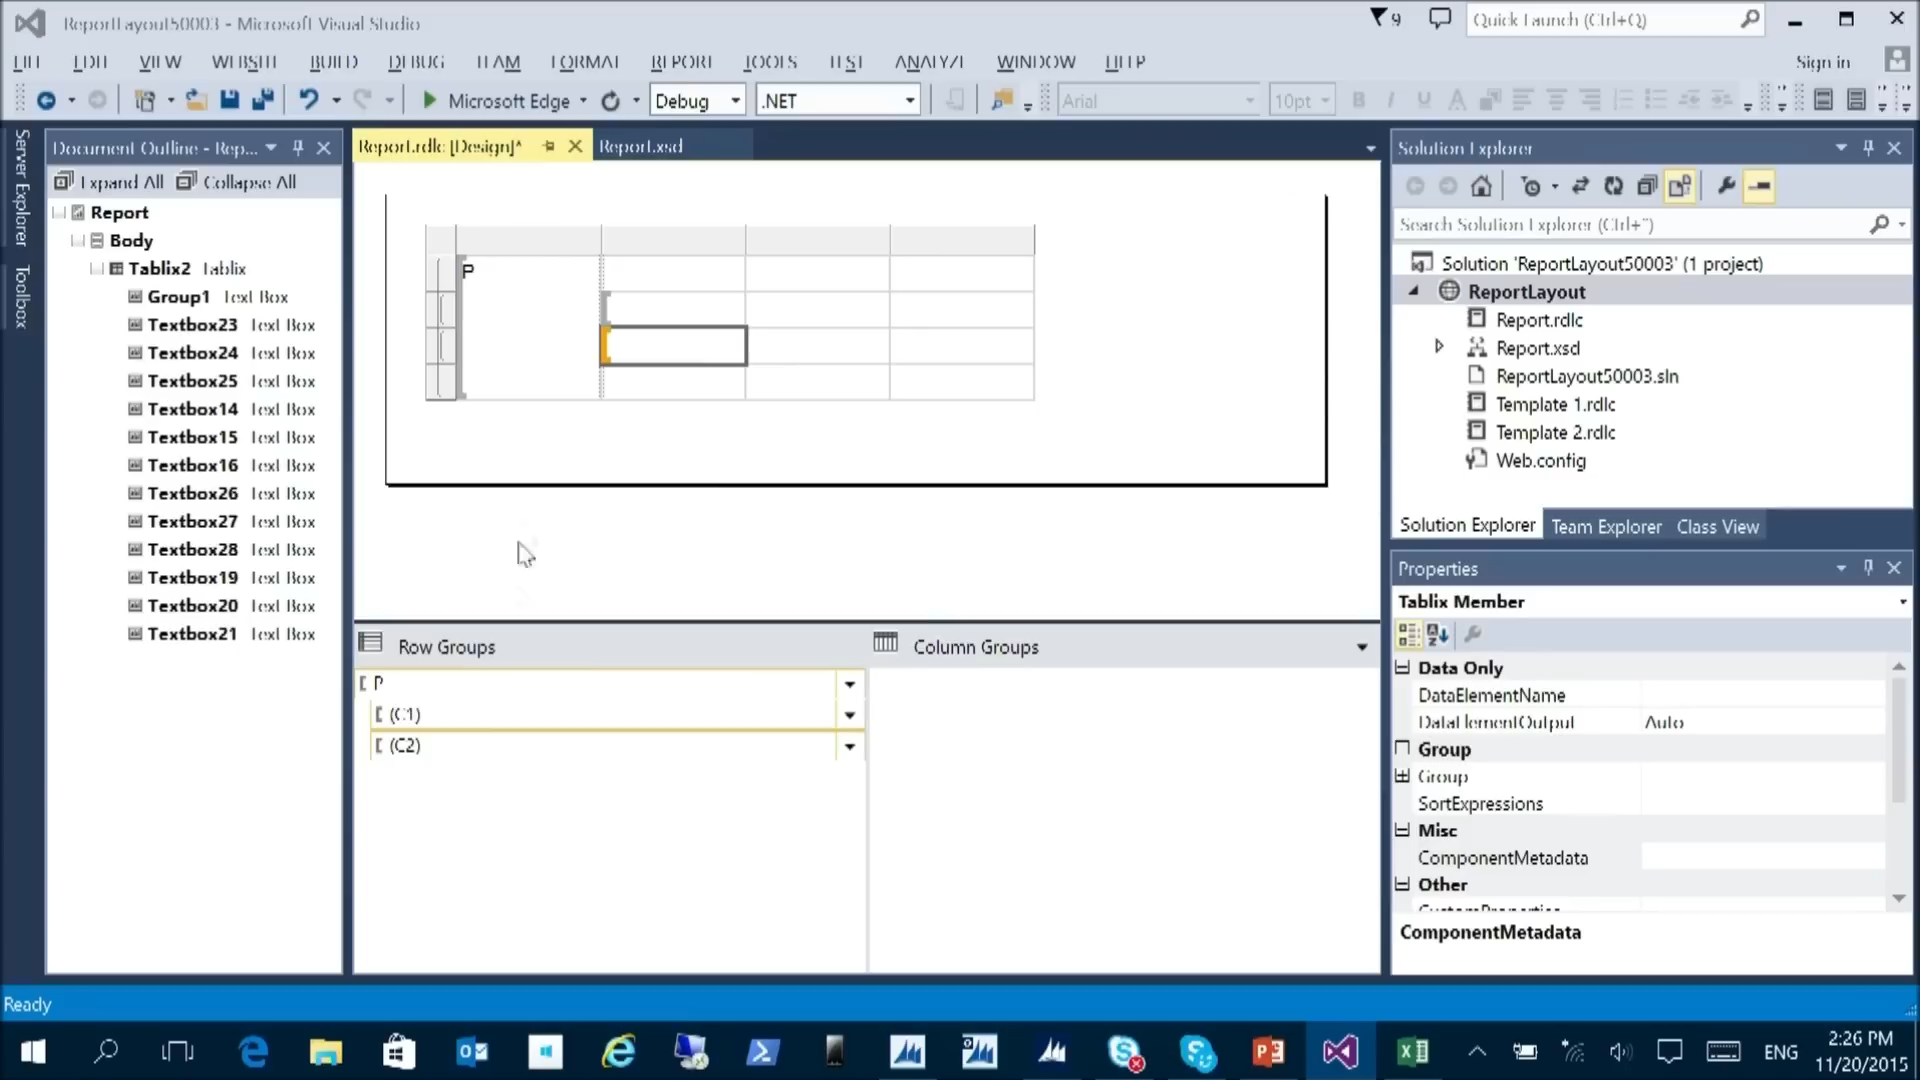 ReportLayout50003 - Microsoft Visual Studio
9
Quick Launch (Ctrl+Q)
FILE EDIT VIEW WEBSITE BUILD DEBUG TEAM FORMAT REPORT TOOLS TEST ANALYZE WINDOW HELP
Sign in
Microsoft Edge
Debug
.NET
Arial
10pt
Server Explorer
Toolbox
Document Outline - Rep...
Expand All
Collapse All
Report
Body
Tablix2 Tablix
Group1 Text Box
Textbox23 Text Box
Textbox24 Text Box
Textbox25 Text Box
Textbox14 Text Box
Textbox15 Text Box
Textbox16 Text Box
Textbox26 Text Box
Textbox27 Text Box
Textbox28 Text Box
Textbox19 Text Box
Textbox20 Text Box
Textbox21 Text Box
Report.rdlc [Design]*
Report.xsd
P
Row Groups
P
(C1)
(C2)
Column Groups
Solution Explorer
Search Solution Explorer (Ctrl+")
Solution 'ReportLayout50003' (1 project)
ReportLayout
Report.rdlc
Report.xsd
ReportLayout50003.sln
Template 1.rdlc
Template 2.rdlc
Web.config
Solution Explorer Team Explorer Class View
Properties
Tablix Member
Data Only
DataElementName
DataElementOutput Auto
Group
Group
SortExpressions
Misc
ComponentMetadata
Other
CustomProperties
ComponentMetadata
Ready
ENG
2:26 PM
11/20/2015